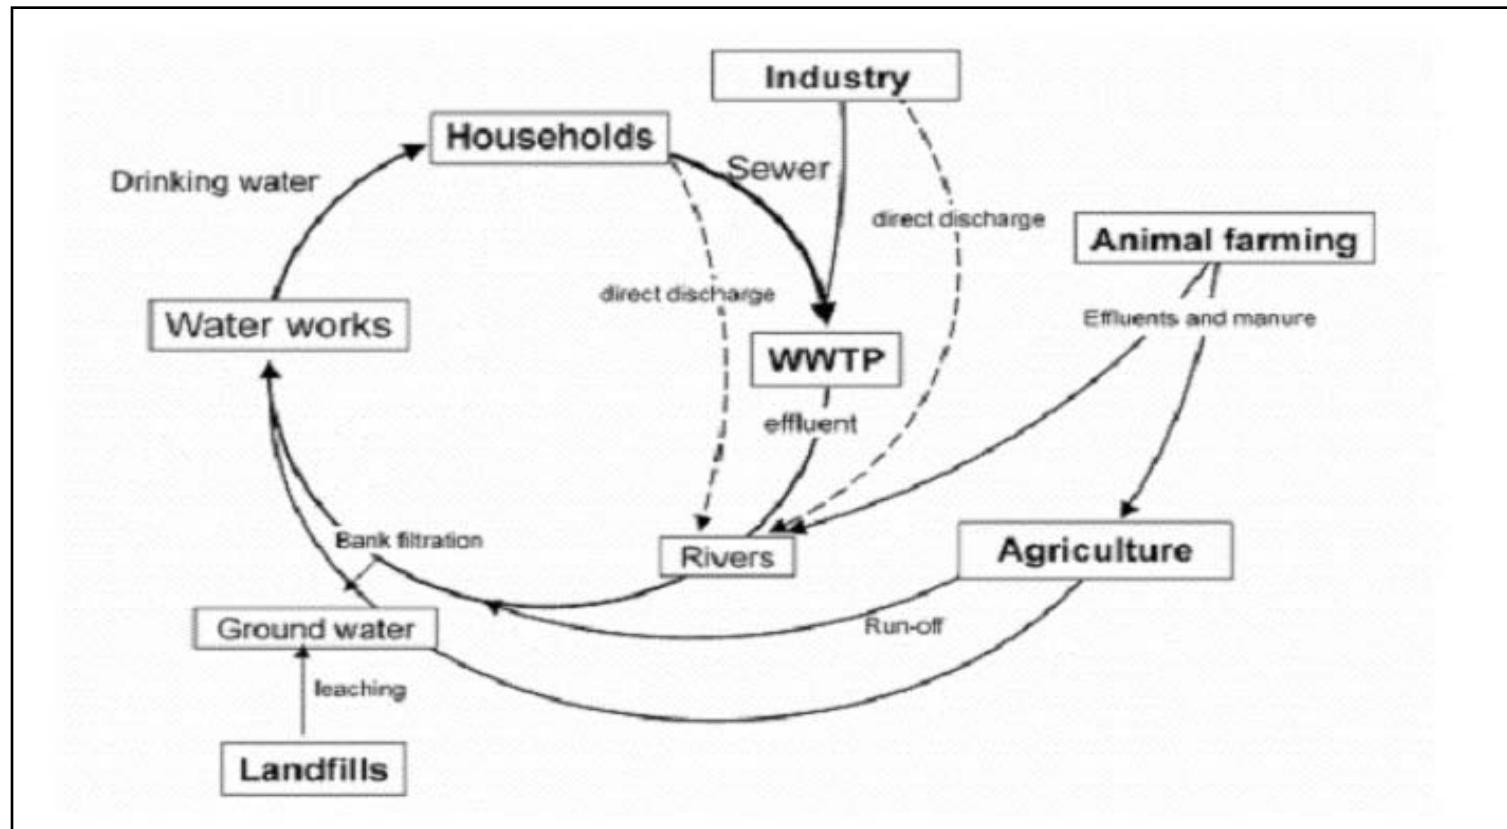 Industry
Households
Sewer
Drinking water
direct discharge
Animal farming
direct discharge
Water works
Effluents and manure
WWTP
effluent
Bank filtration
Rivers
Agriculture
Ground water
Run-off
leaching
Landfills